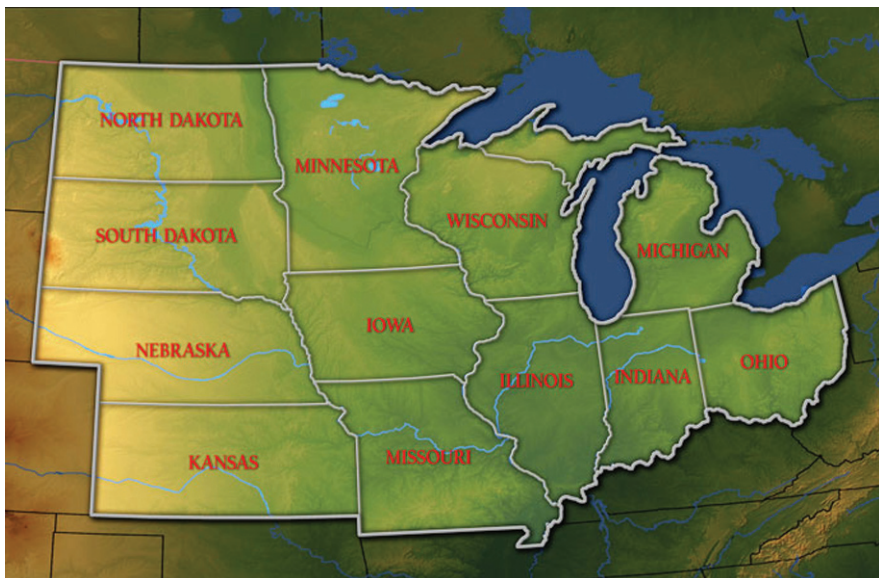 NORTH DAKOTA
MINNESOTA
SOUTH DAKOTA
WISCONSIN
MICHIGAN
IOWA
NEBRASKA
ILLINOIS
INDIANA
OHIO
KANSAS
MISSOURI